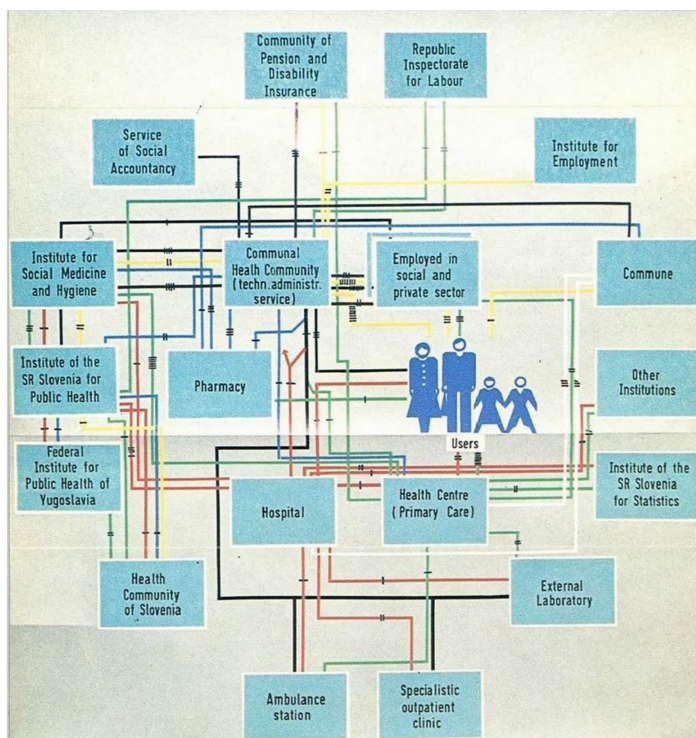 Community of
Pension and
Disability
Insurance
Republic
Inspectorate
for Labour
Service
of Social
Accountancy
Institute for
Employment
Institute for
Social Medicine
and Hygiene
Communal
Healh Community
(techn.administr.
service)
Employed in
social and
private sector
Commune
Institute of the
SR Slovenia for
Public Health
Pharmacy
Other
Institutions
Users
Federal
Institute for
Public Health of
Yugoslavia
Hospital
Health Centre
(Primary Care)
Institute of the
SR Slovenia
for Statistics
Health
Community
of Slovenia
External
Laboratory
Ambulance
station
Specialistic
outpatient
clinic